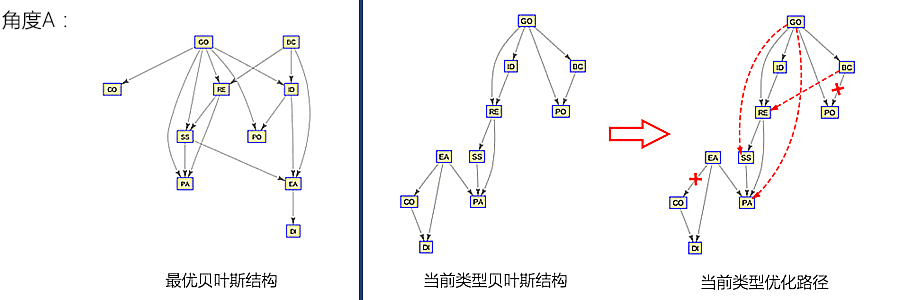 角度A：
GO BC
CO RE ID
SS PO
PA EA
DI
最优贝叶斯结构
GO
ID BC
RE PO
EA SS
CO PA
DI
当前类型贝叶斯结构
GO
ID BC
RE PO
EA SS
CO PA
DI
当前类型优化路径